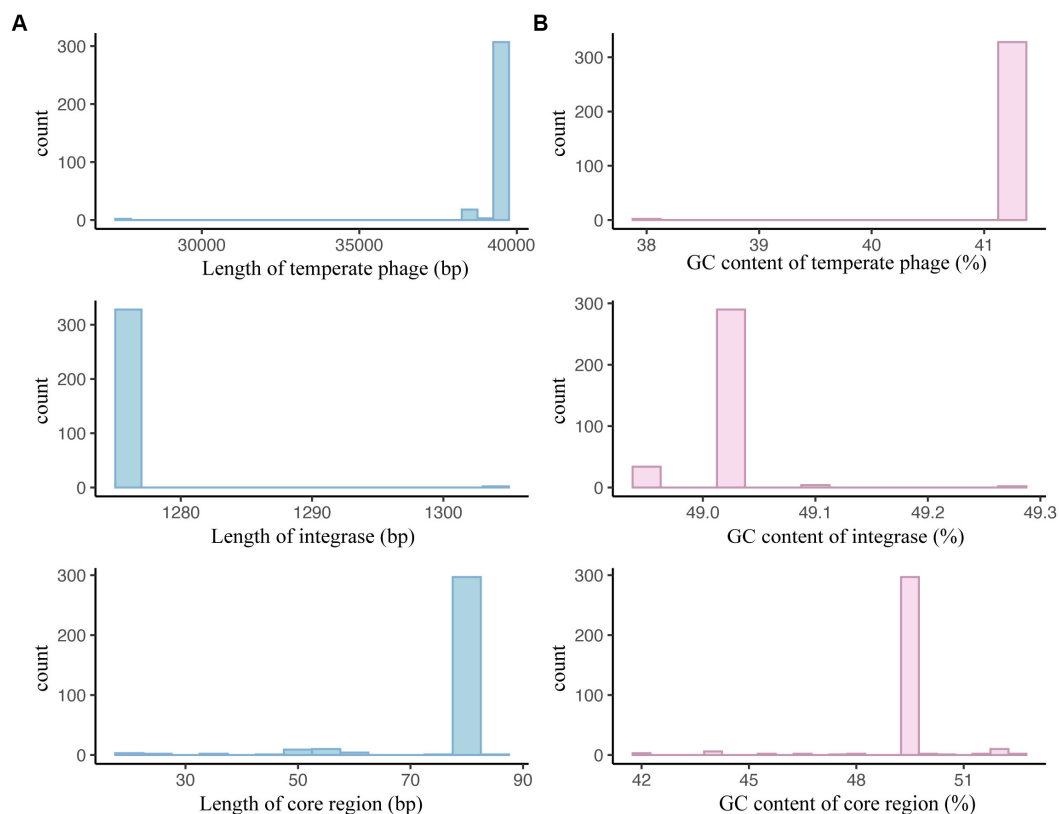 A
300
200
100
0
count
30000 35000 40000
Length of temperate phage (bp)
B
300
200
100
0
count
38 39 40 41
GC content of temperate phage (%)
300
200
100
0
count
1280 1290 1300
Length of integrase (bp)
300
200
100
0
count
49.0 49.1 49.2 49.3
GC content of integrase (%)
300
200
100
0
count
30 50 70 90
Length of core region (bp)
300
200
100
0
count
42 45 48 51
GC content of core region (%)